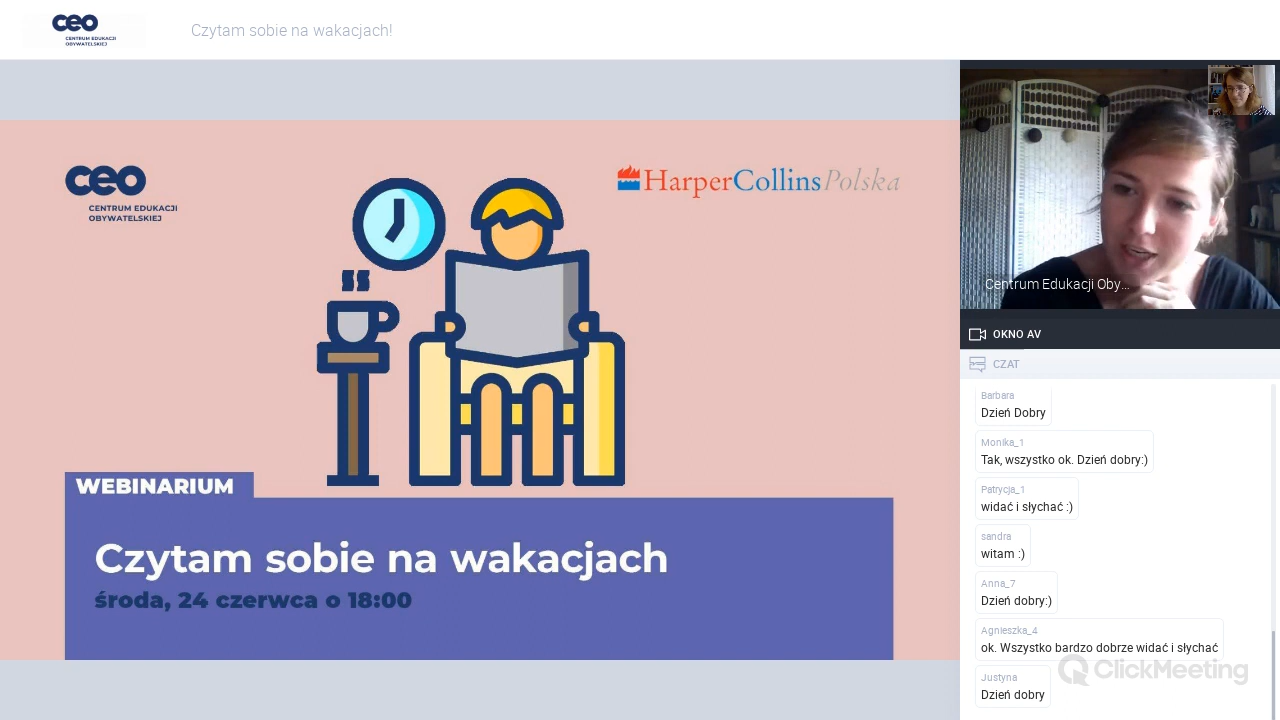 ceo
CENTRUM EDUKACJI
OBYWATELSKIEJ
Czytam sobie na wakacjach!
ceo
CENTRUM EDUKACJI
OBYWATELSKIEJ
HarperCollins Polska
WEBINARIUM
Czytam sobie na wakacjach
środa, 24 czerwca o 18:00
Centrum Edukacji Oby...
OKNO AV
CZAT
Barbara
Dzień Dobry
Monika_1
Tak, wszystko ok. Dzień dobry:)
Patrycja_1
widać i słychać :)
sandra
witam :)
Anna_7
Dzień dobry:)
Agnieszka_4
ok. Wszystko bardzo dobrze widać i słychać
Justyna
Dzień dobry
ClickMeeting